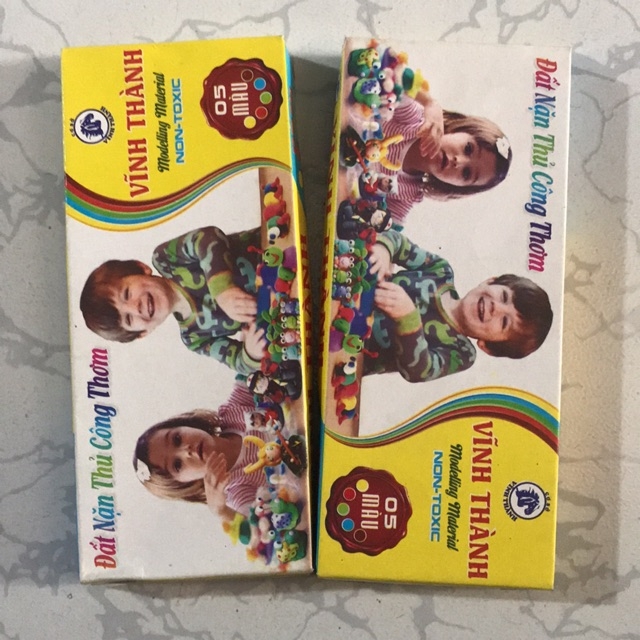 VĨNH THÀNH
Modelling Material
NON-TOXIC
05
MÀU
Đất Nặn Thủ Công Thơm
Đất Nặn Thủ Công Thơm
VĨNH THÀNH
Modelling Material
NON-TOXIC
05
MÀU